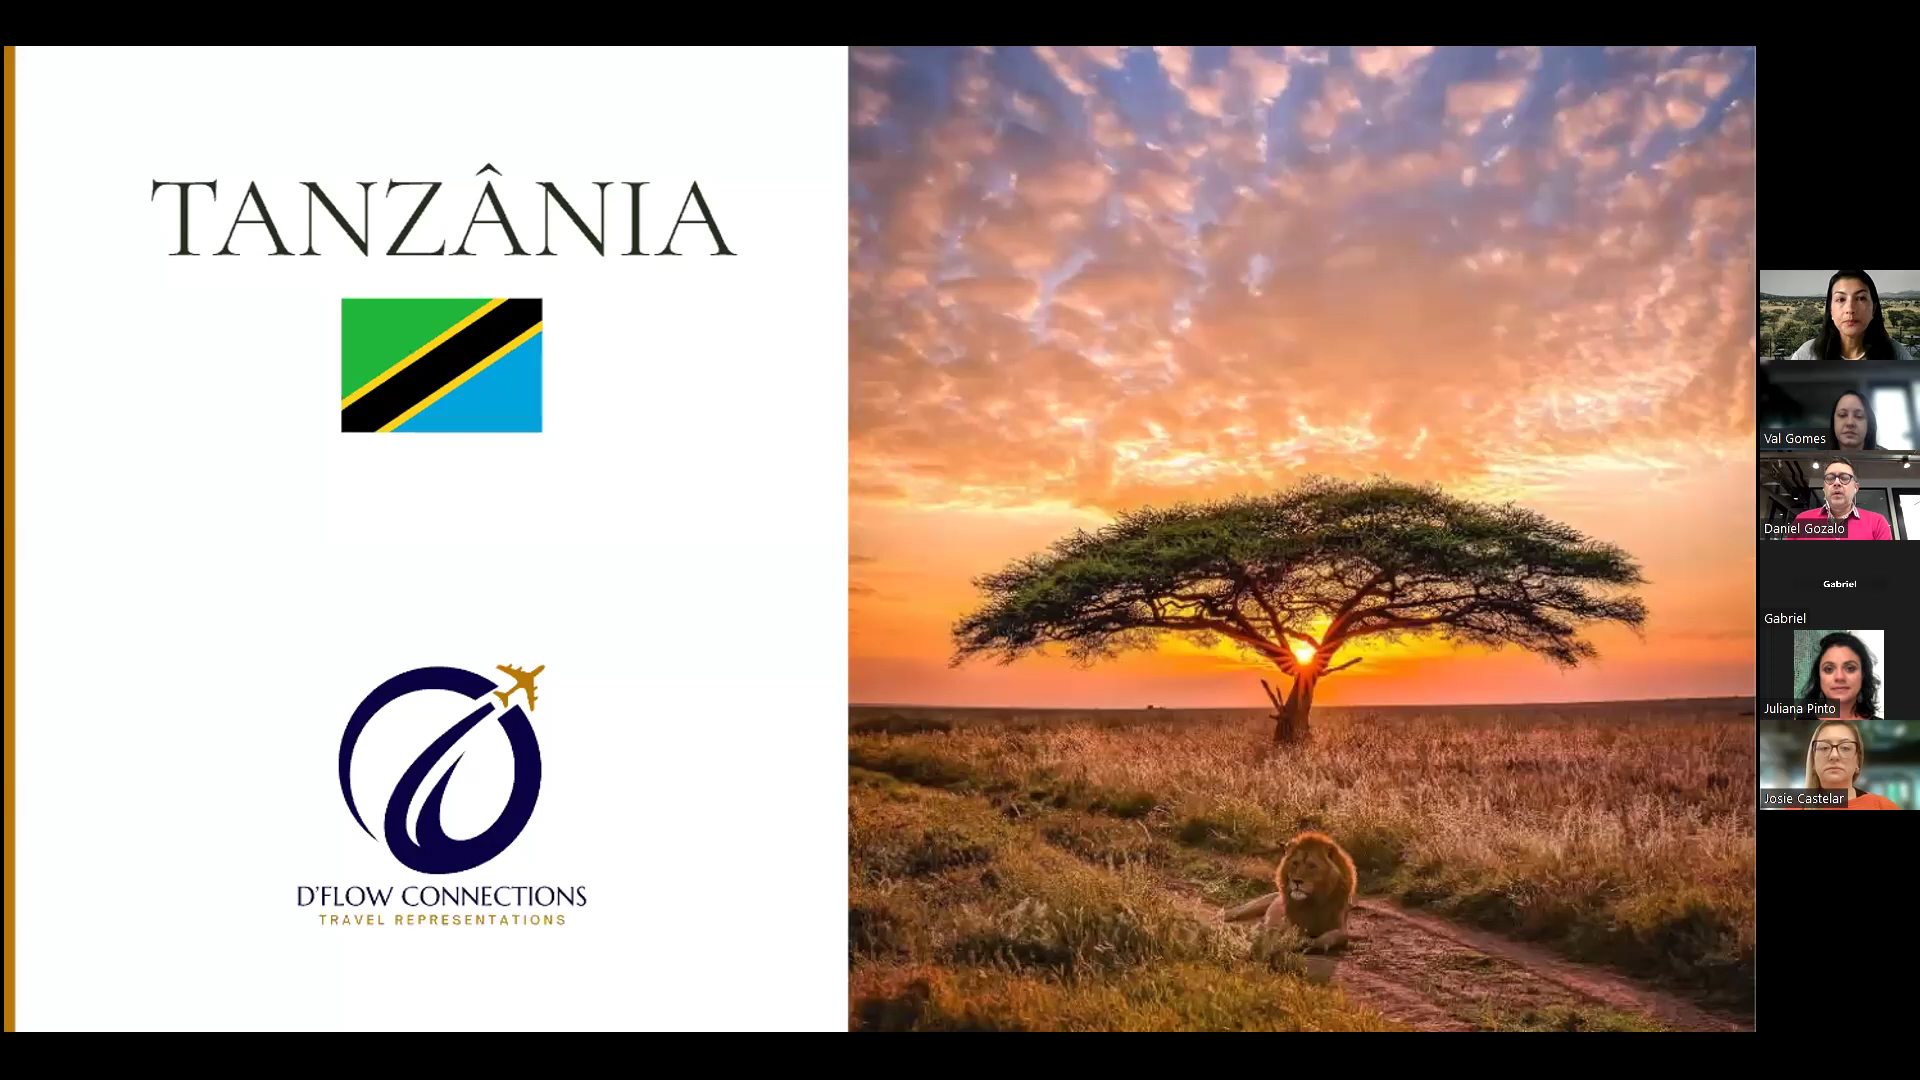 TANZÂNIA
D'FLOW CONNECTIONS
TRAVEL REPRESENTATIONS
Val Gomes
Daniel Gozalo
Gabriel
Gabriel
Juliana Pinto
Josie Castelar